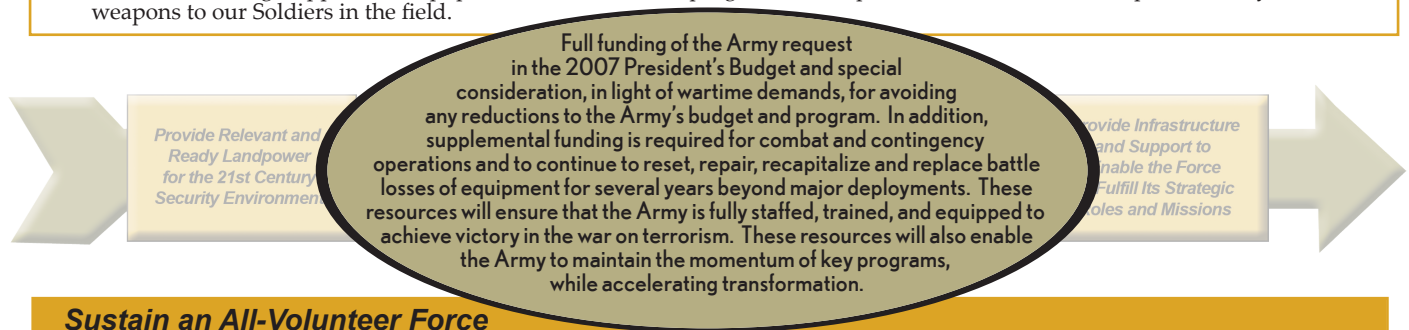 weapons to our Soldiers in the field.
Full funding of the Army request
in the 2007 President's Budget and special
consideration, in light of wartime demands, for avoiding
any reductions to the Army's budget and program. In addition,
supplemental funding is required for combat and contingency
operations and to continue to reset, repair, recapitalize and replace battle
losses of equipment for several years beyond major deployments. These
resources will ensure that the Army is fully staffed, trained, and equipped to
achieve victory in the war on terrorism. These resources will also enable
the Army to maintain the momentum of key programs,
while accelerating transformation.
Provide Relevant and
Ready Landpower
for the 21st Century
Security Environment
Infrastructure
and Support to
the Force
Fulfill Its Strategic
and Missions
Sustain an All-Volunteer Force